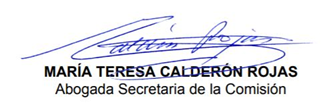 MARÍA TERESA CALDERÓN ROJAS
Abogada Secretaria de la Comisión